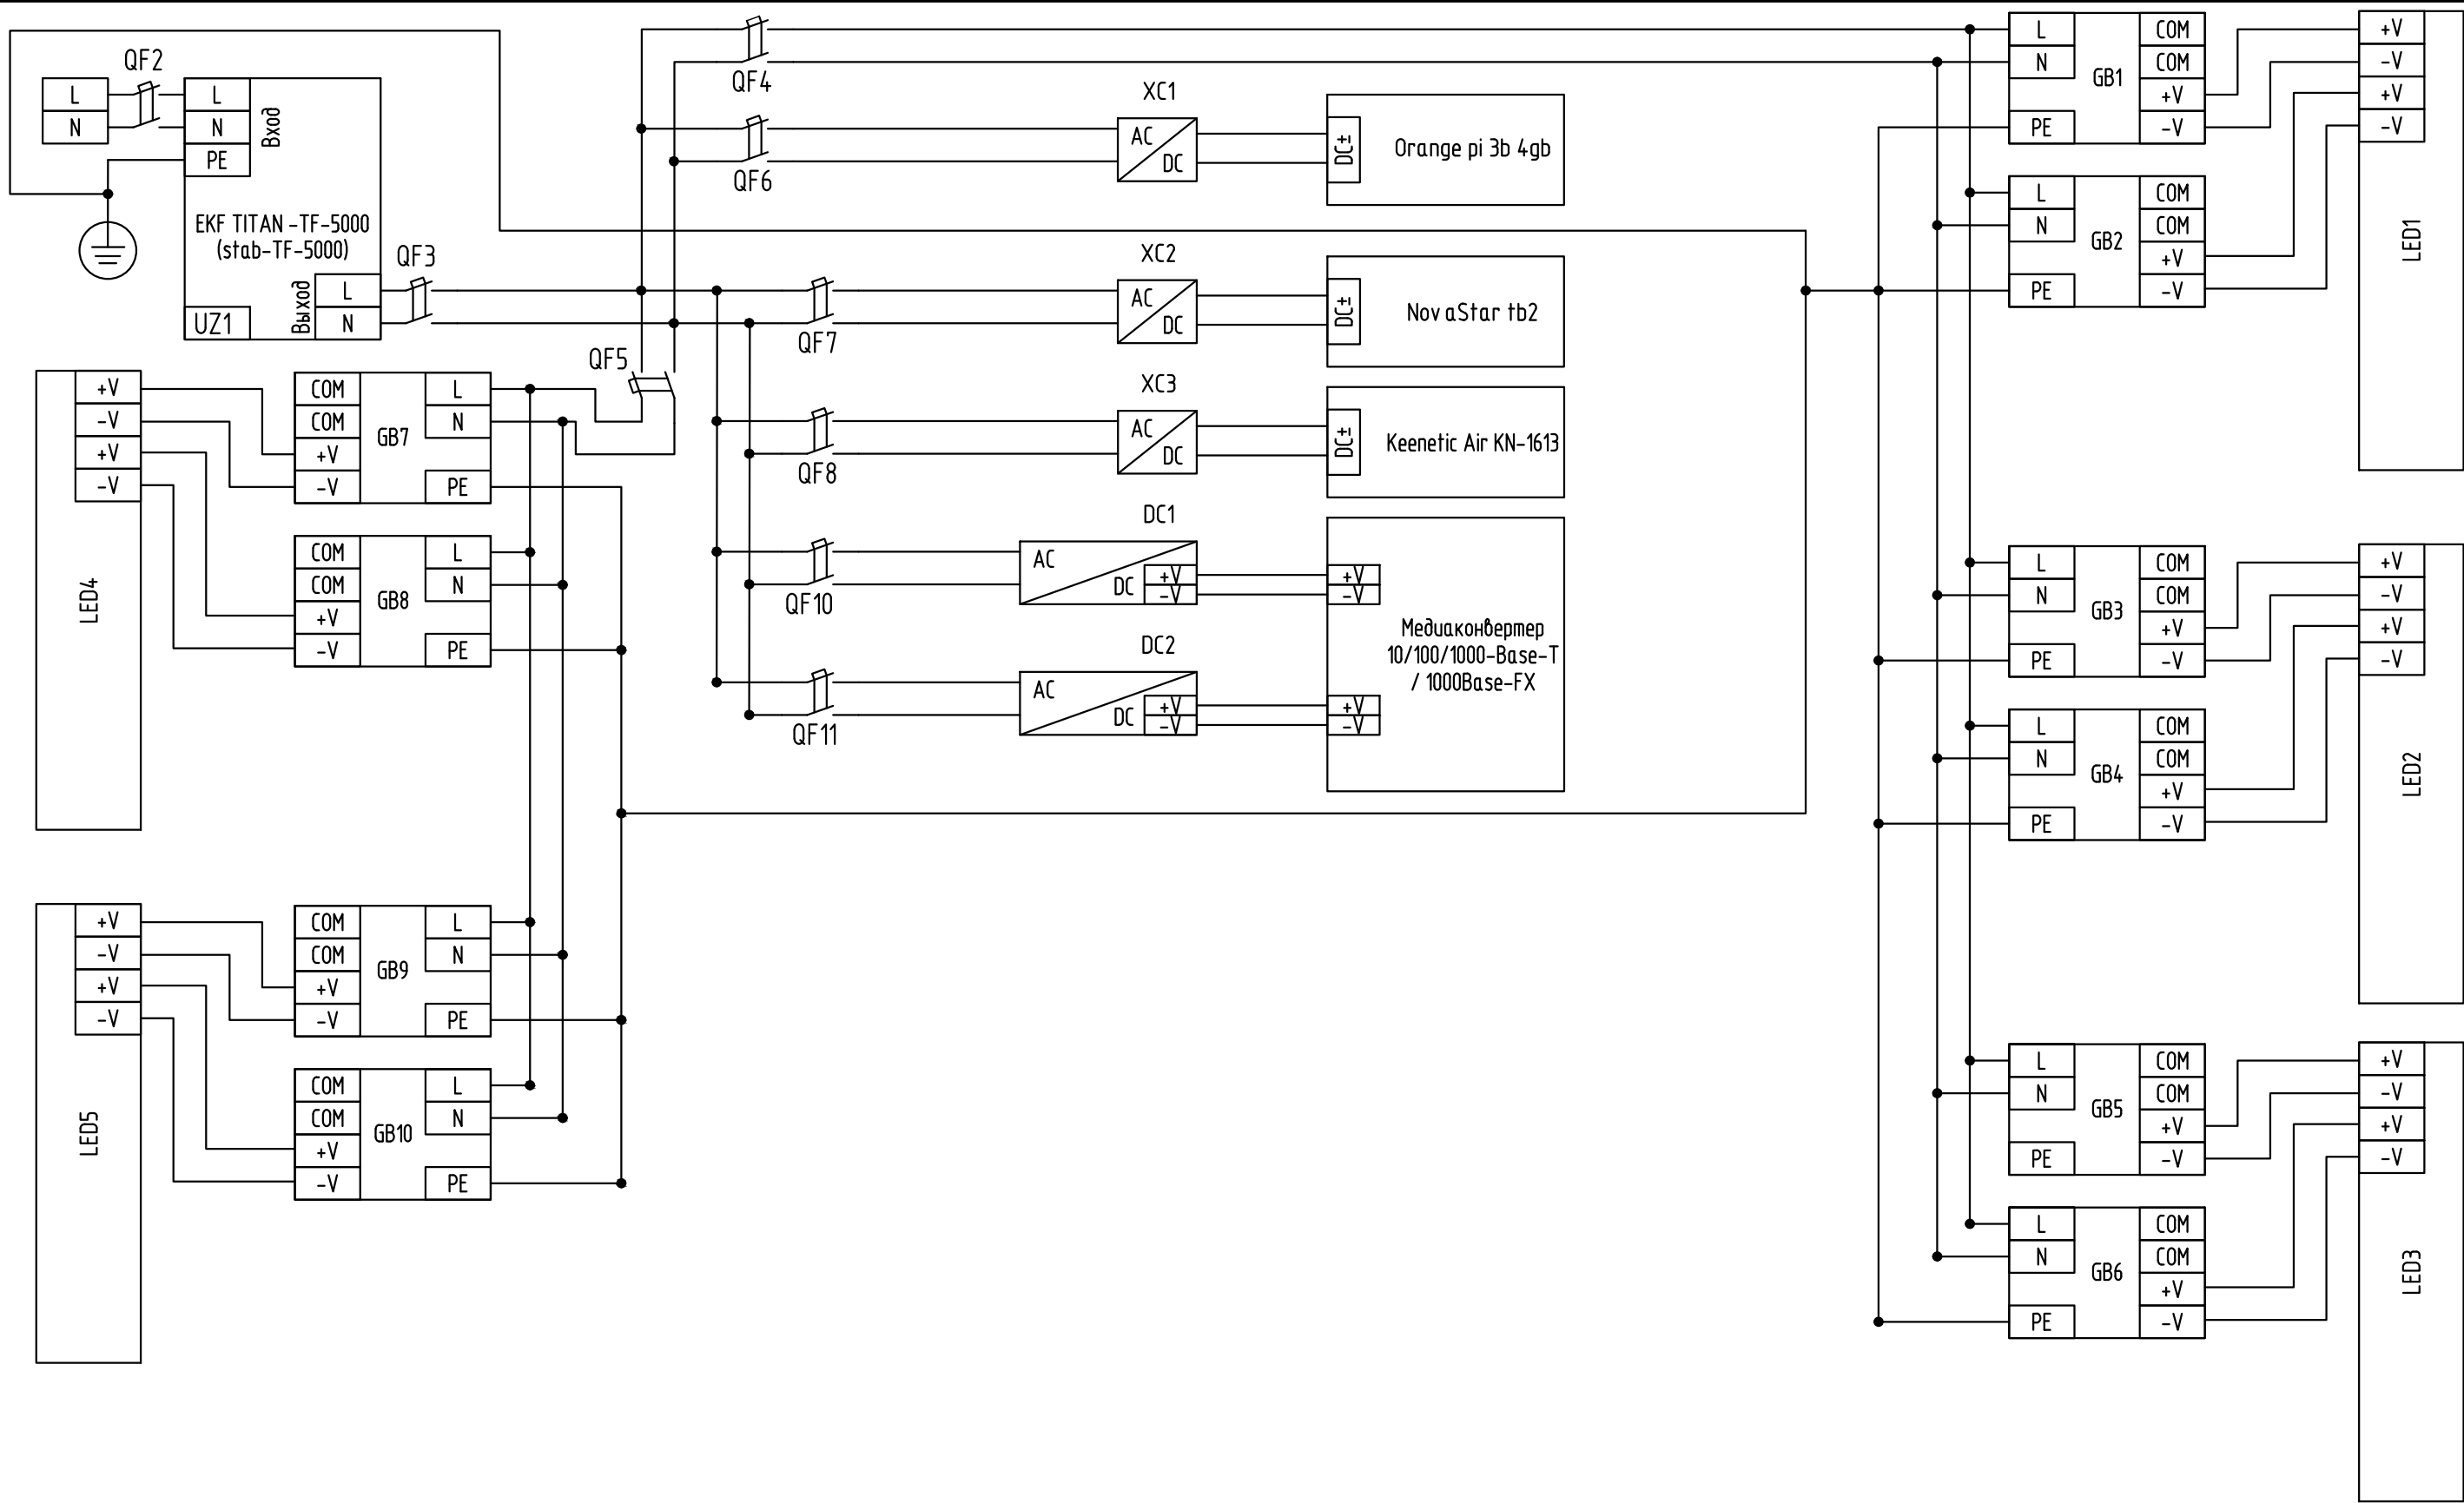 QF2
L
N
L
N
PE
Вход
EKF TITAN -TF-5000
(stab-TF-5000)
UZ1
Выход
L
N
QF3
QF4
QF6
XC1
AC
DC
DC±
Orange pi 3b 4gb
QF7
XC2
AC
DC
DC±
NovaStar tb2
QF5
QF8
XC3
AC
DC
DC±
Keenetic Air KN-1613
QF10
DC1
AC
DC
+V
-V
+V
-V
Медиаконвертер
10/100/1000-Base-T
/ 1000Base-FX
QF11
DC2
AC
DC
+V
-V
+V
-V
LED4
+V
-V
+V
-V
COM
COM
+V
-V
GB7
L
N
PE
COM
COM
+V
-V
GB8
L
N
PE
LED5
+V
-V
+V
-V
COM
COM
+V
-V
GB9
L
N
PE
COM
COM
+V
-V
GB10
L
N
PE
L
N
PE
GB1
COM
COM
+V
-V
L
N
PE
GB2
COM
COM
+V
-V
+V
-V
+V
-V
LED1
L
N
PE
GB3
COM
COM
+V
-V
L
N
PE
GB4
COM
COM
+V
-V
+V
-V
+V
-V
LED2
L
N
PE
GB5
COM
COM
+V
-V
L
N
PE
GB6
COM
COM
+V
-V
+V
-V
+V
-V
LED3